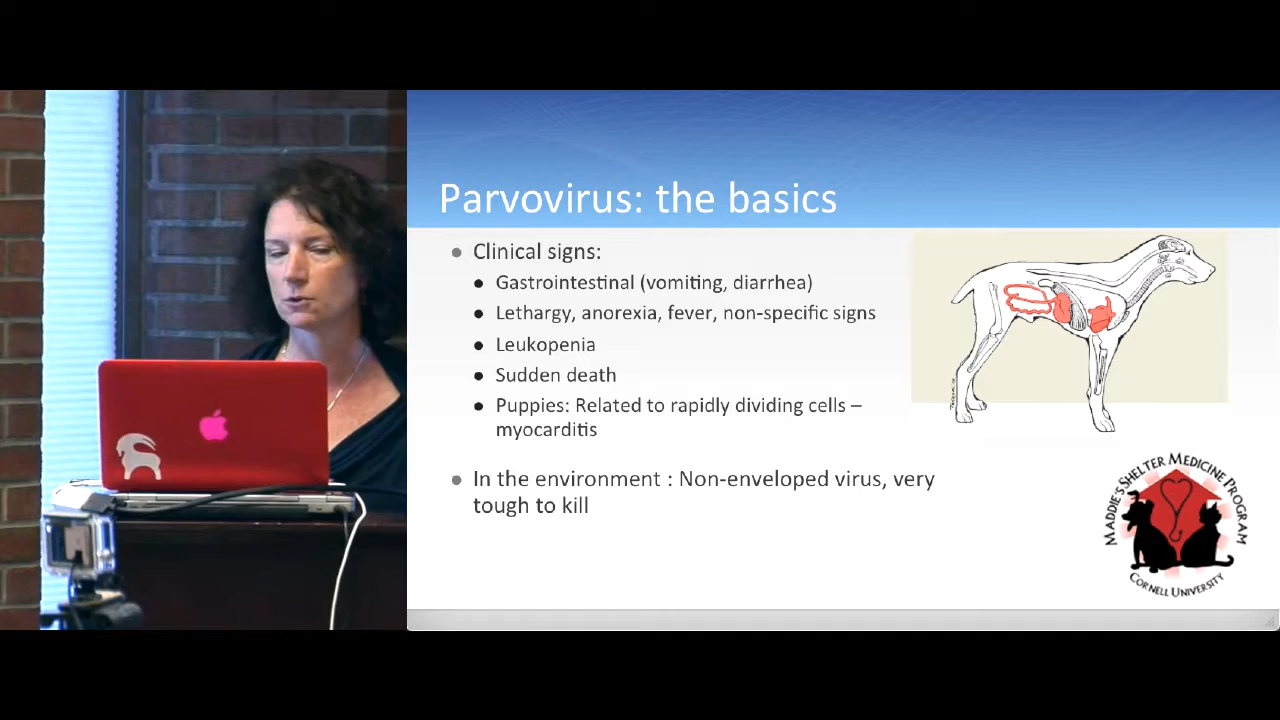 Parvovirus: the basics
Clinical signs:
Gastrointestinal (vomiting, diarrhea)
Lethargy, anorexia, fever, non-specific signs
Leukopenia
Sudden death
Puppies: Related to rapidly dividing cells –
myocarditis
In the environment : Non-enveloped virus, very
tough to kill
MADDIE'S SHELTER MEDICINE PROGRAM
CORNELL UNIVERSITY